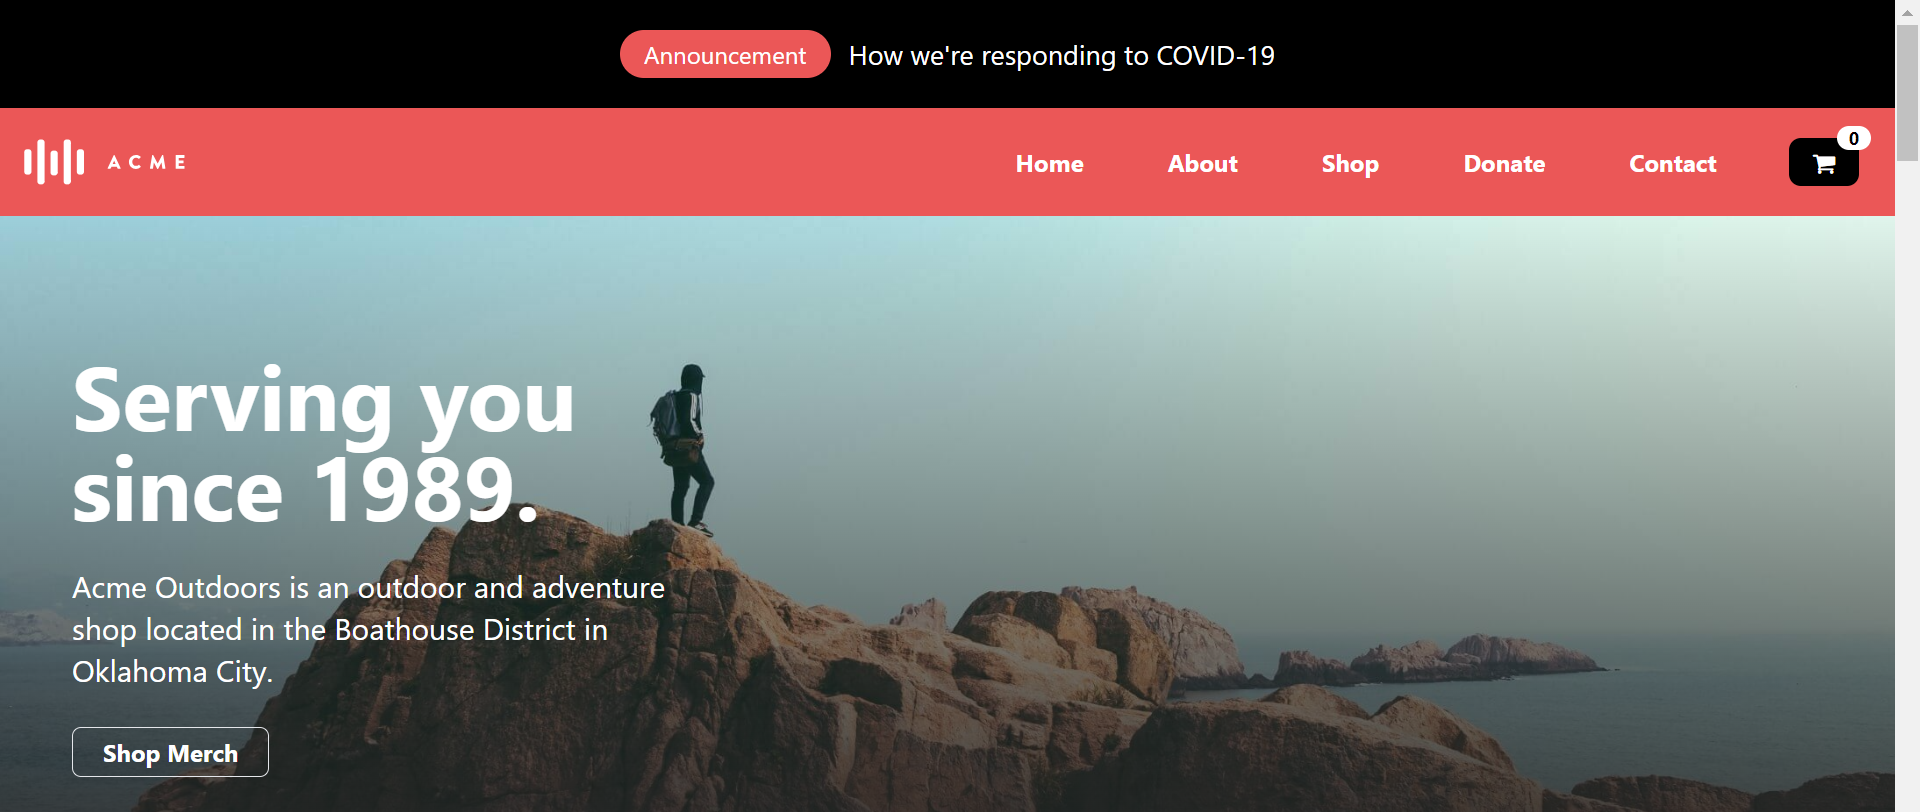 Announcement How we're responding to COVID-19
ACME Home About Shop Donate Contact 0
Serving you
since 1989.
Acme Outdoors is an outdoor and adventure
shop located in the Boathouse District in
Oklahoma City.
Shop Merch